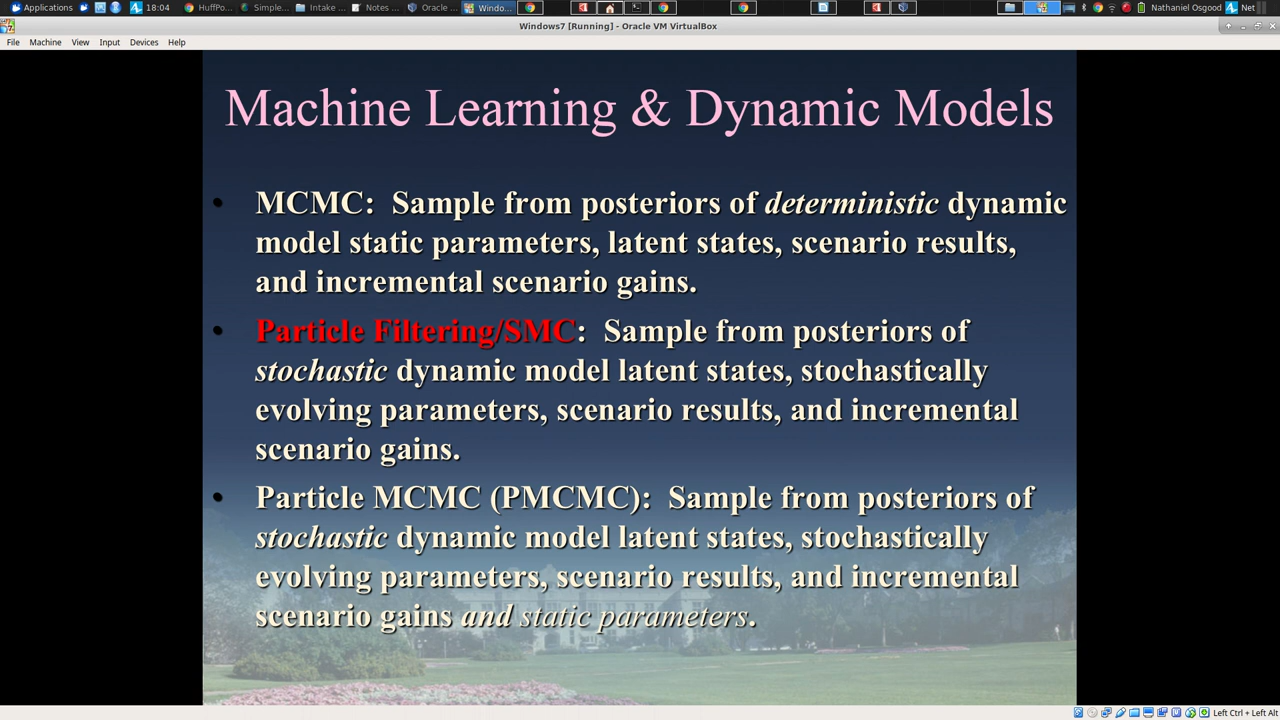 Applications
18:04
HuffPo...
Simple...
Intake ...
Notes ...
Oracle ...
Windo...
Nathaniel Osgood
Net
Windows7 [Running] - Oracle VM VirtualBox
File Machine View Input Devices Help
Machine Learning & Dynamic Models
• MCMC: Sample from posteriors of deterministic dynamic
model static parameters, latent states, scenario results,
and incremental scenario gains.
• Particle Filtering/SMC: Sample from posteriors of
stochastic dynamic model latent states, stochastically
evolving parameters, scenario results, and incremental
scenario gains.
• Particle MCMC (PMCMC): Sample from posteriors of
stochastic dynamic model latent states, stochastically
evolving parameters, scenario results, and incremental
scenario gains and static parameters.
Left Ctrl + Left Alt